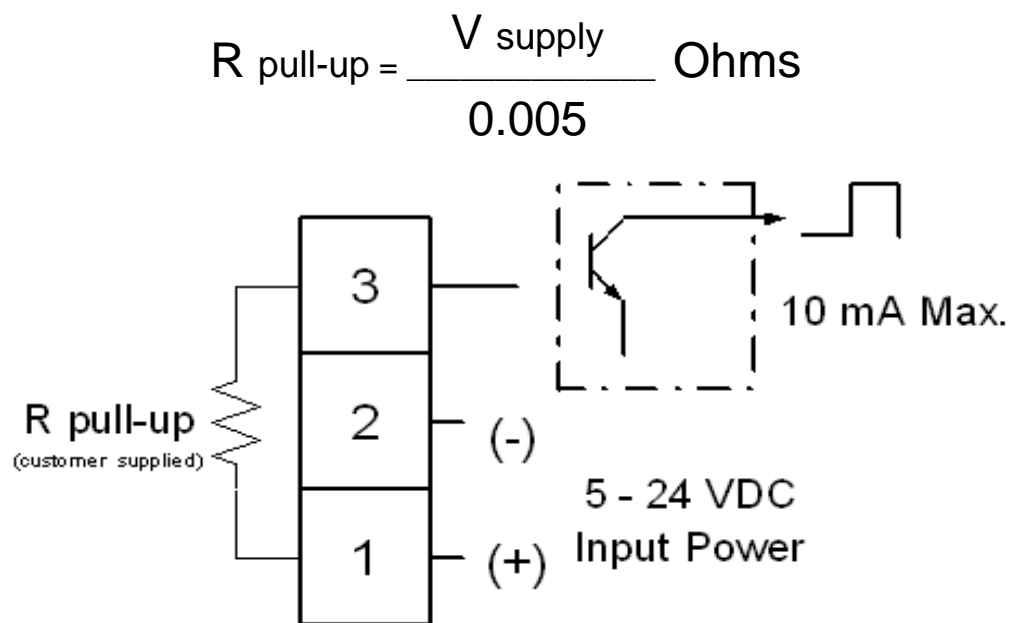 V supply
R pull-up = ___________ Ohms
0.005
3
10 mA Max.
R pull-up
(customer supplied)
2
(-)
5 - 24 VDC
Input Power
1
(+)